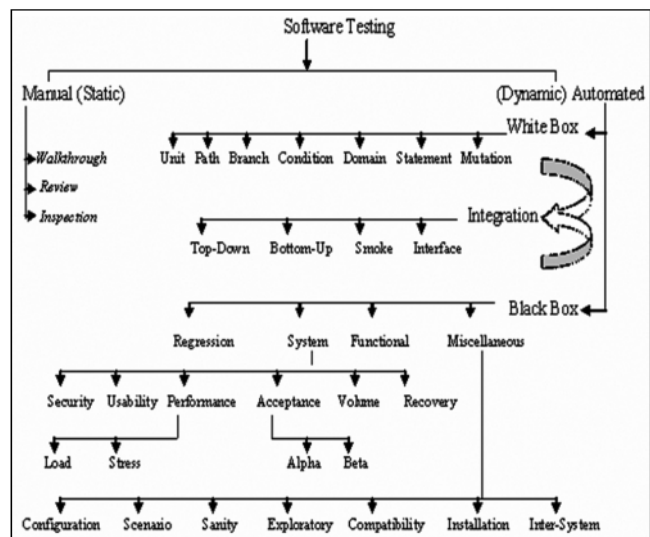 Software Testing
Manual (Static) (Dynamic) Automated
White Box
Walkthrough Unit Path Branch Condition Domain Statement Mutation
Review
Inspection Integration
Top-Down Bottom-Up Smoke Interface
Black Box
Regression System Functional Miscellaneous
Security Usability Performance Acceptance Volume Recovery
Load Stress Alpha Beta
Configuration Scenario Sanity Exploratory Compatibility Installation Inter-System